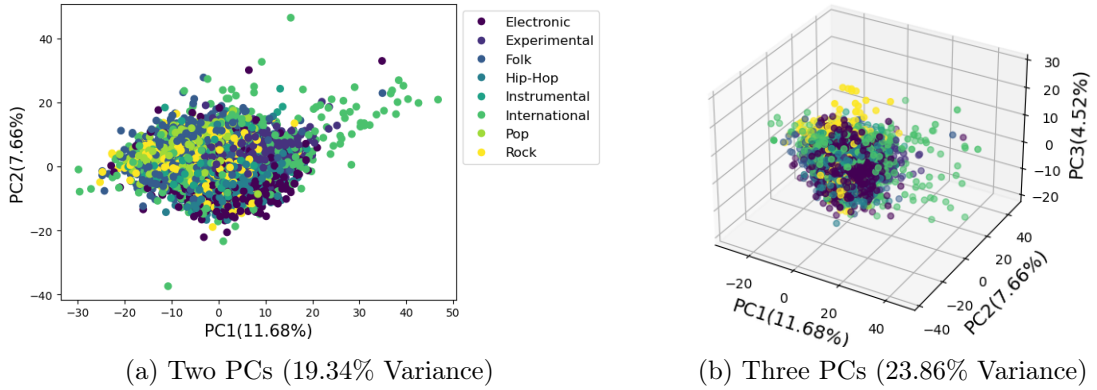 40
20
0
−20
−40
PC2(7.66%)
−30 −20 −10 0 10 20 30 40 50
PC1(11.68%)
Electronic
Experimental
Folk
Hip-Hop
Instrumental
International
Pop
Rock
(a) Two PCs (19.34% Variance)
30
20
10
0
−10
−20
PC3(4.52%)
40
20
0
−20
−40
PC2(7.66%)
−20 0 20 40
PC1(11.68%)
(b) Three PCs (23.86% Variance)